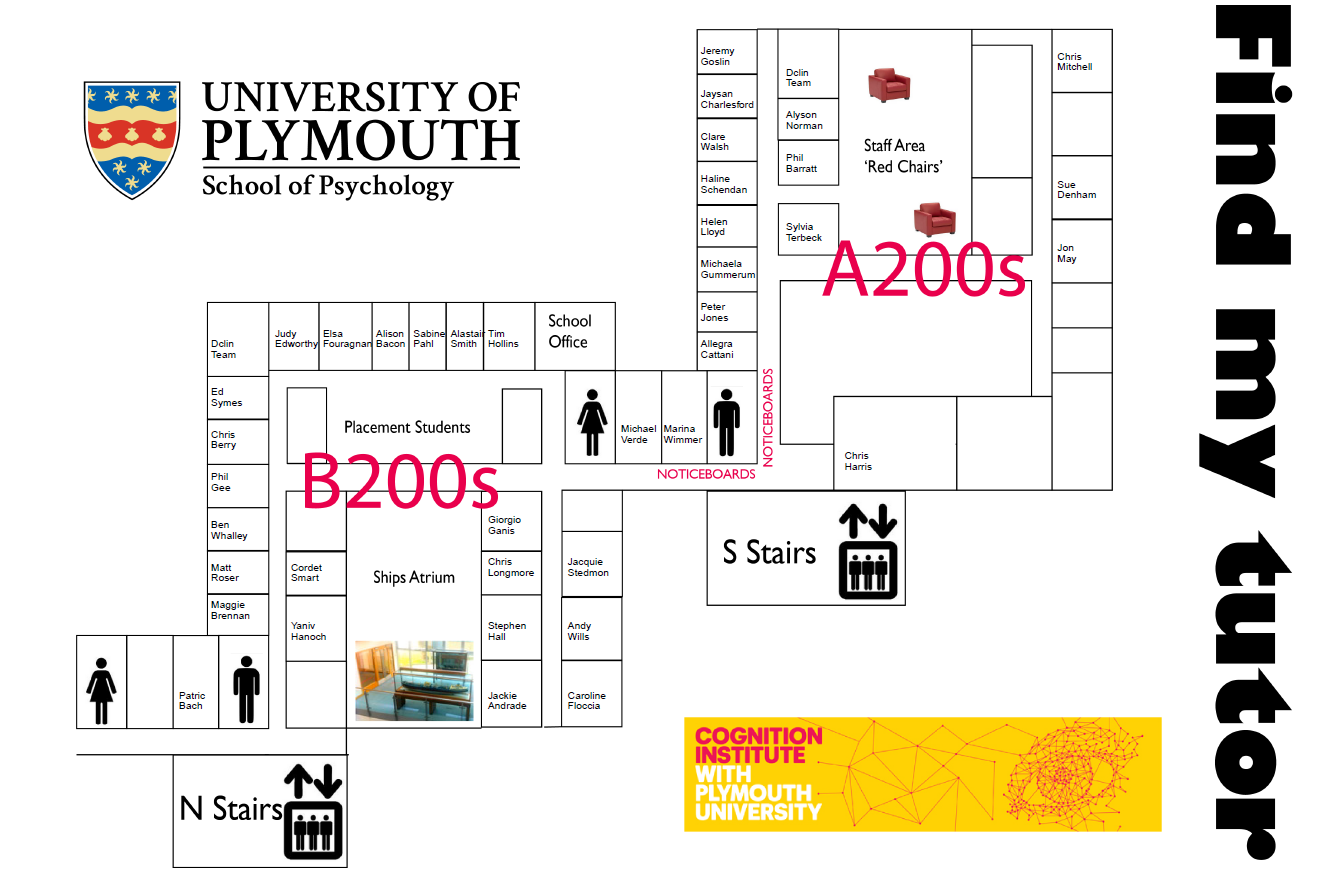 UNIVERSITY OF
PLYMOUTH
School of Psychology
Find my tutor
Jeremy
Goslin
Jaysan
Charlesford
Clare
Walsh
Haline
Schendan
Helen
Lloyd
Michaela
Gummerum
Peter
Jones
Allegra
Cattani
Dclin
Team
Alyson
Norman
Phil
Barratt
Sylvia
Terbeck
Staff Area
'Red Chairs'
A200s
Chris
Mitchell
Sue
Denham
Jon
May
Chris
Harris
NOTICEBOARDS
NOTICEBOARDS
Michael
Verde
Marina
Wimmer
S Stairs
Dclin
Team
Judy
Edworthy
Elsa
Fouragnan
Alison
Bacon
Sabine
Pahl
Alastair
Smith
Tim
Hollins
School
Office
Ed
Symes
Chris
Berry
Phil
Gee
Ben
Whalley
Matt
Roser
Maggie
Brennan
Patric
Bach
Placement Students
B200s
Cordet
Smart
Yaniv
Hanoch
Ships Atrium
Giorgio
Ganis
Chris
Longmore
Stephen
Hall
Jackie
Andrade
Jacquie
Stedmon
Andy
Wills
Caroline
Floccia
N Stairs
COGNITION
INSTITUTE
WITH
PLYMOUTH
UNIVERSITY